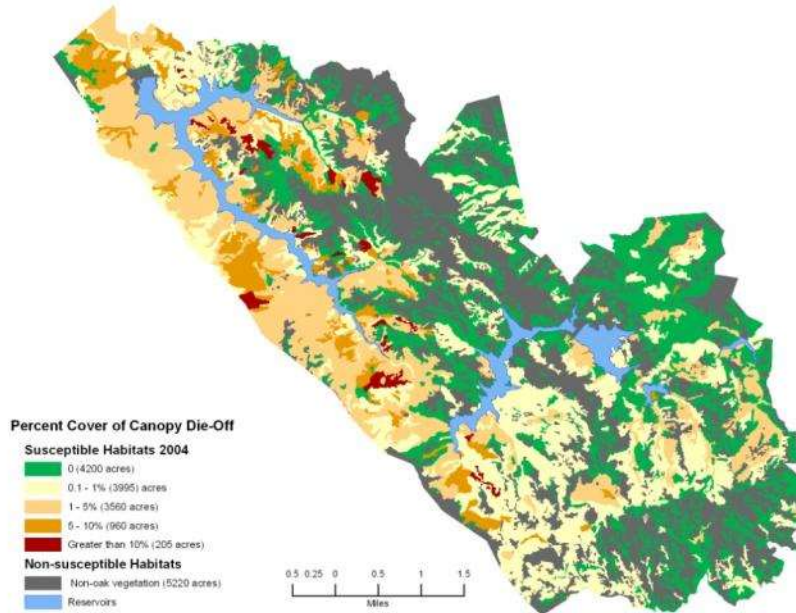 Percent Cover of Canopy Die-Off
Susceptible Habitats 2004
0 (4200 acres)
0.1 - 1% (3995) acres
1 - 5% (3560 acres)
5 - 10% (960 acres)
Greater than 10% (205 acres)
Non-susceptible Habitats
Non-oak vegetation (5220 acres)
Reservoirs
0.5 0.25 0 0.5 1 1.5
Miles